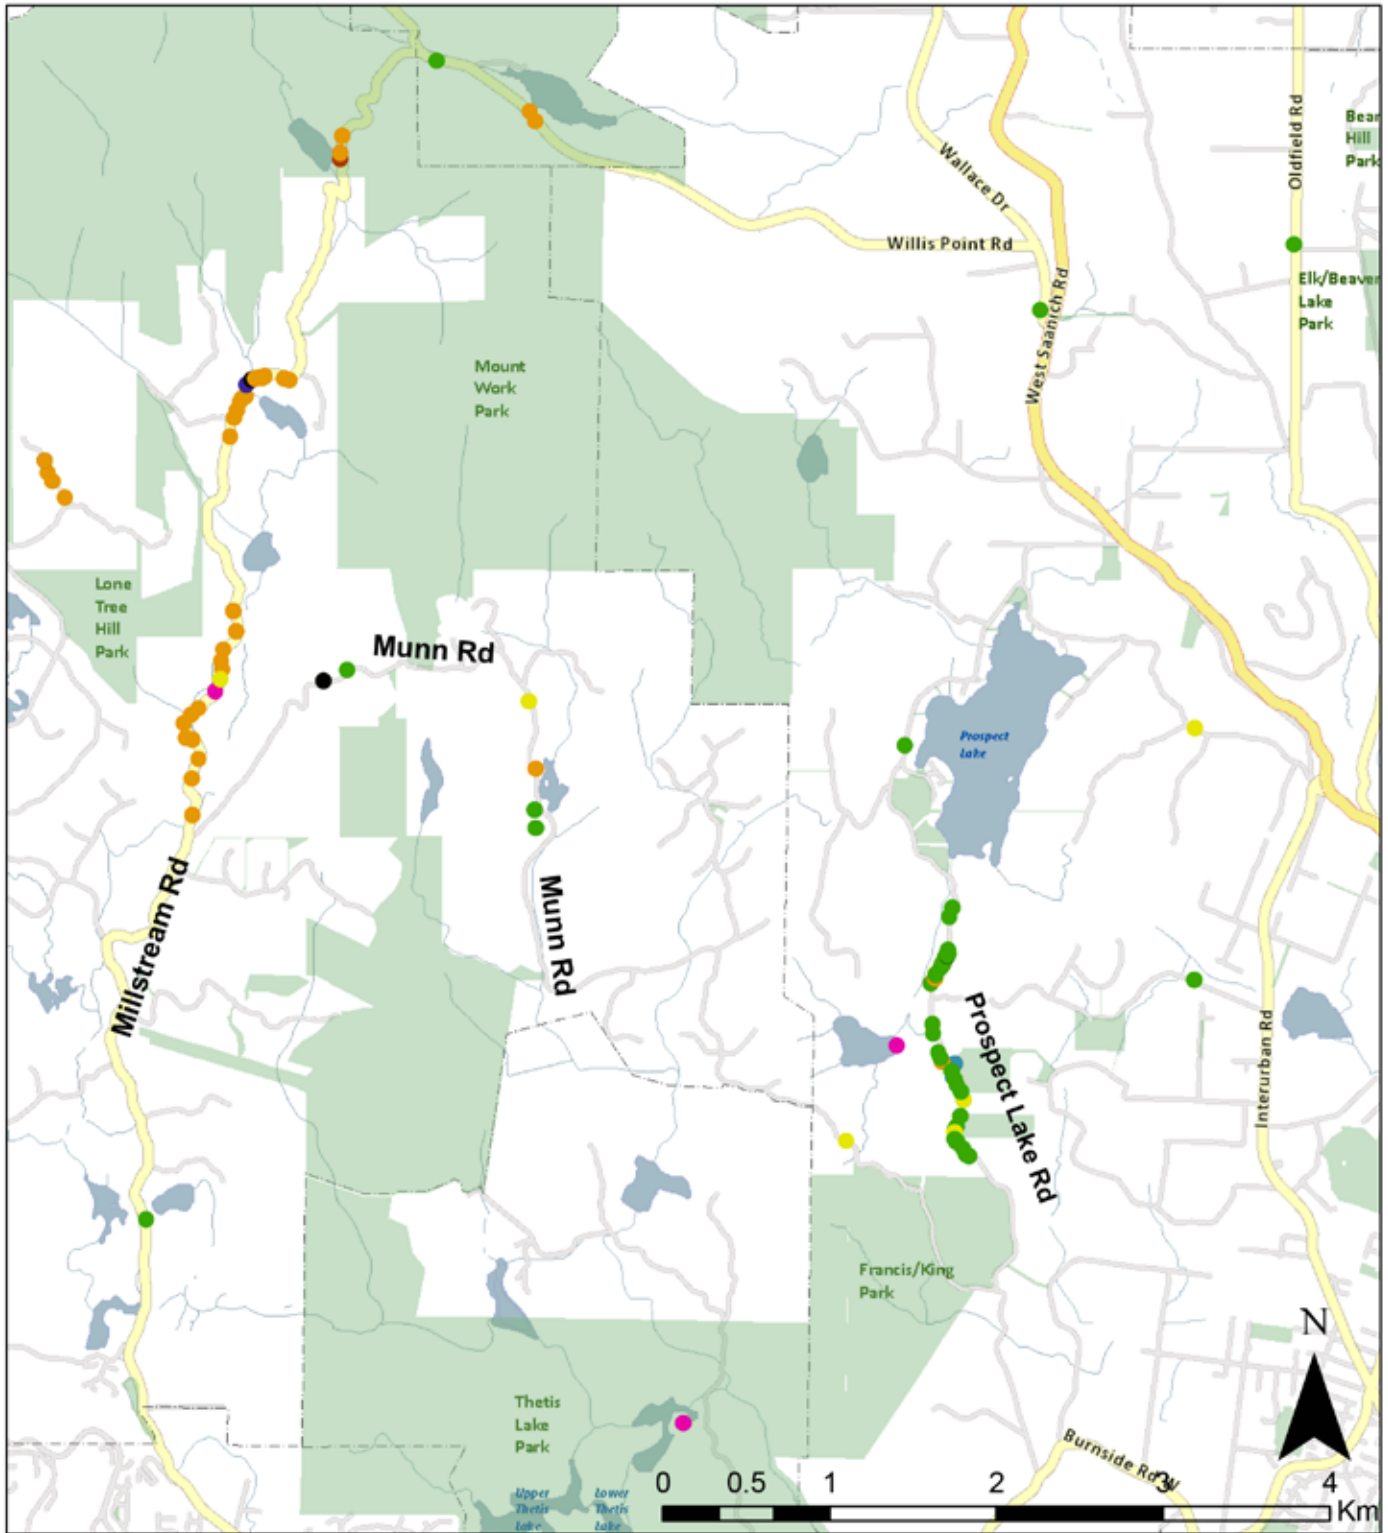 Oldfield Rd
Bear
Hill
Park
Wallace Dr
Willis Point Rd
Elk/Beaver
Lake
Park
West Saanich Rd
Mount
Work
Park
Lone
Tree
Hill
Park
Munn Rd
Prospect
Lake
Millstream Rd
Munn Rd
Prospect Lake Rd
Interurban Rd
Francis/King
Park
N
Thetis
Lake
Park
Burnside Rd W
Upper
Thetis
Lake
Lower
Thetis
Lake
0 0.5 1 2 3 4
Km